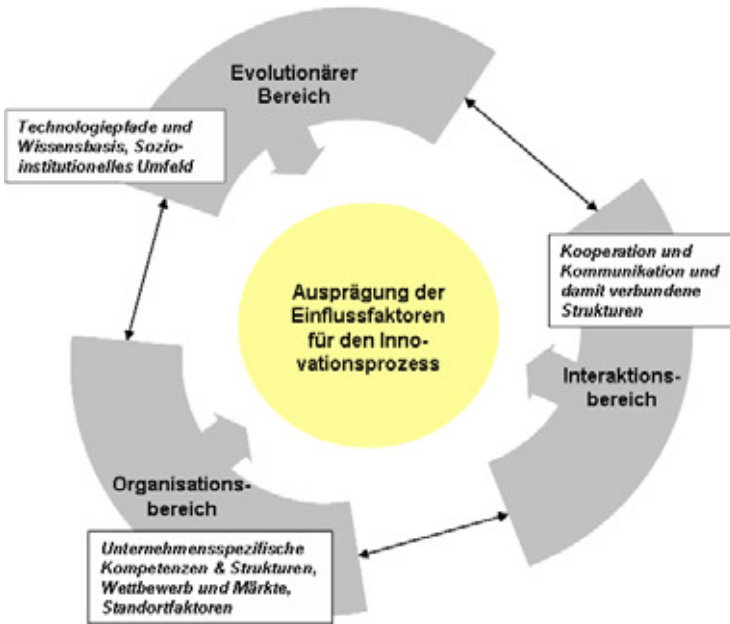 Evolutionärer
Bereich
Technologiepfade und
Wissensbasis, Sozio-
institutionelles Umfeld
Kooperation und
Kommunikation und
damit verbundene
Strukturen
Ausprägung der
Einflussfaktoren
für den Inno-
vationsprozess
Interaktions-
bereich
Organisations-
bereich
Unternehmensspezifische
Kompetenzen & Strukturen,
Wettbewerb und Märkte,
Standortfaktoren